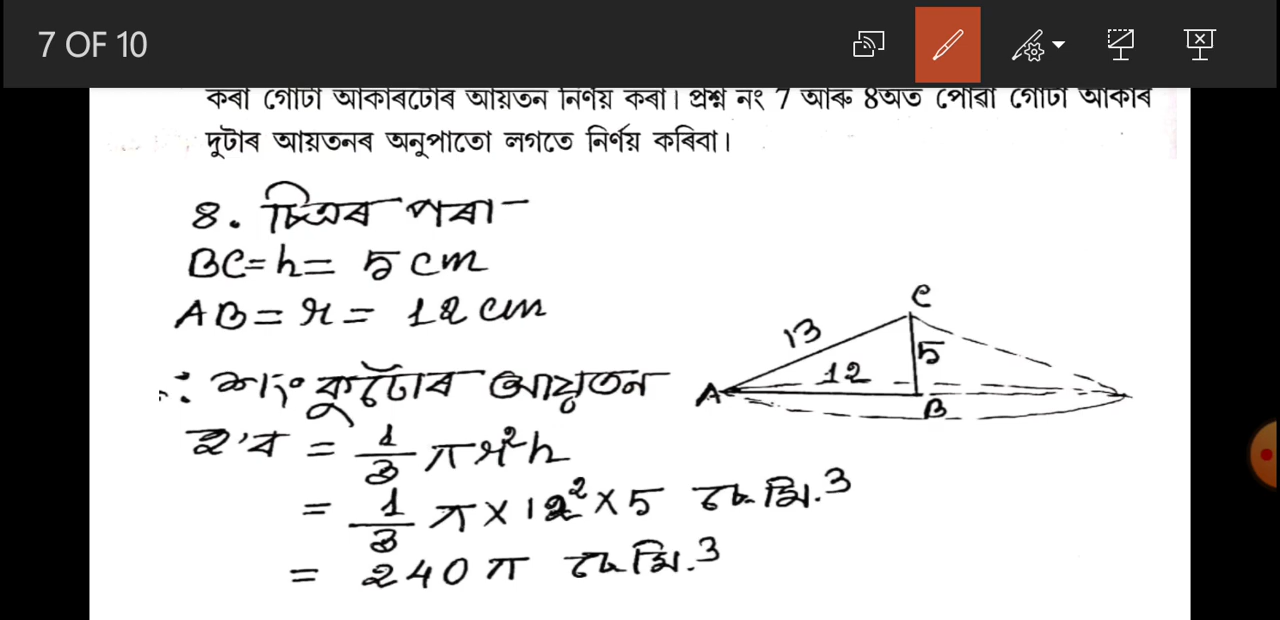 7 OF 10
কৰা গোটা আকাৰটোৰ আয়তন নিৰ্ণয় কৰা। প্ৰশ্ন নং 7 আৰু 8অত পোৱা গোটা আকাৰ
দুটাৰ আয়তনৰ অনুপাতো লগতে নিৰ্ণয় কৰিবা।
8. চিত্ৰৰ পৰা—
BC = h = 5 cm
AB = r = 12 cm
∴ শংকুটোৰ আয়তন
হ'ব = 1/3 πr²h
= 1/3 π × 12² × 5 চে.মি.3
= 240 π চে.মি.3
C
13
5
12
A
B